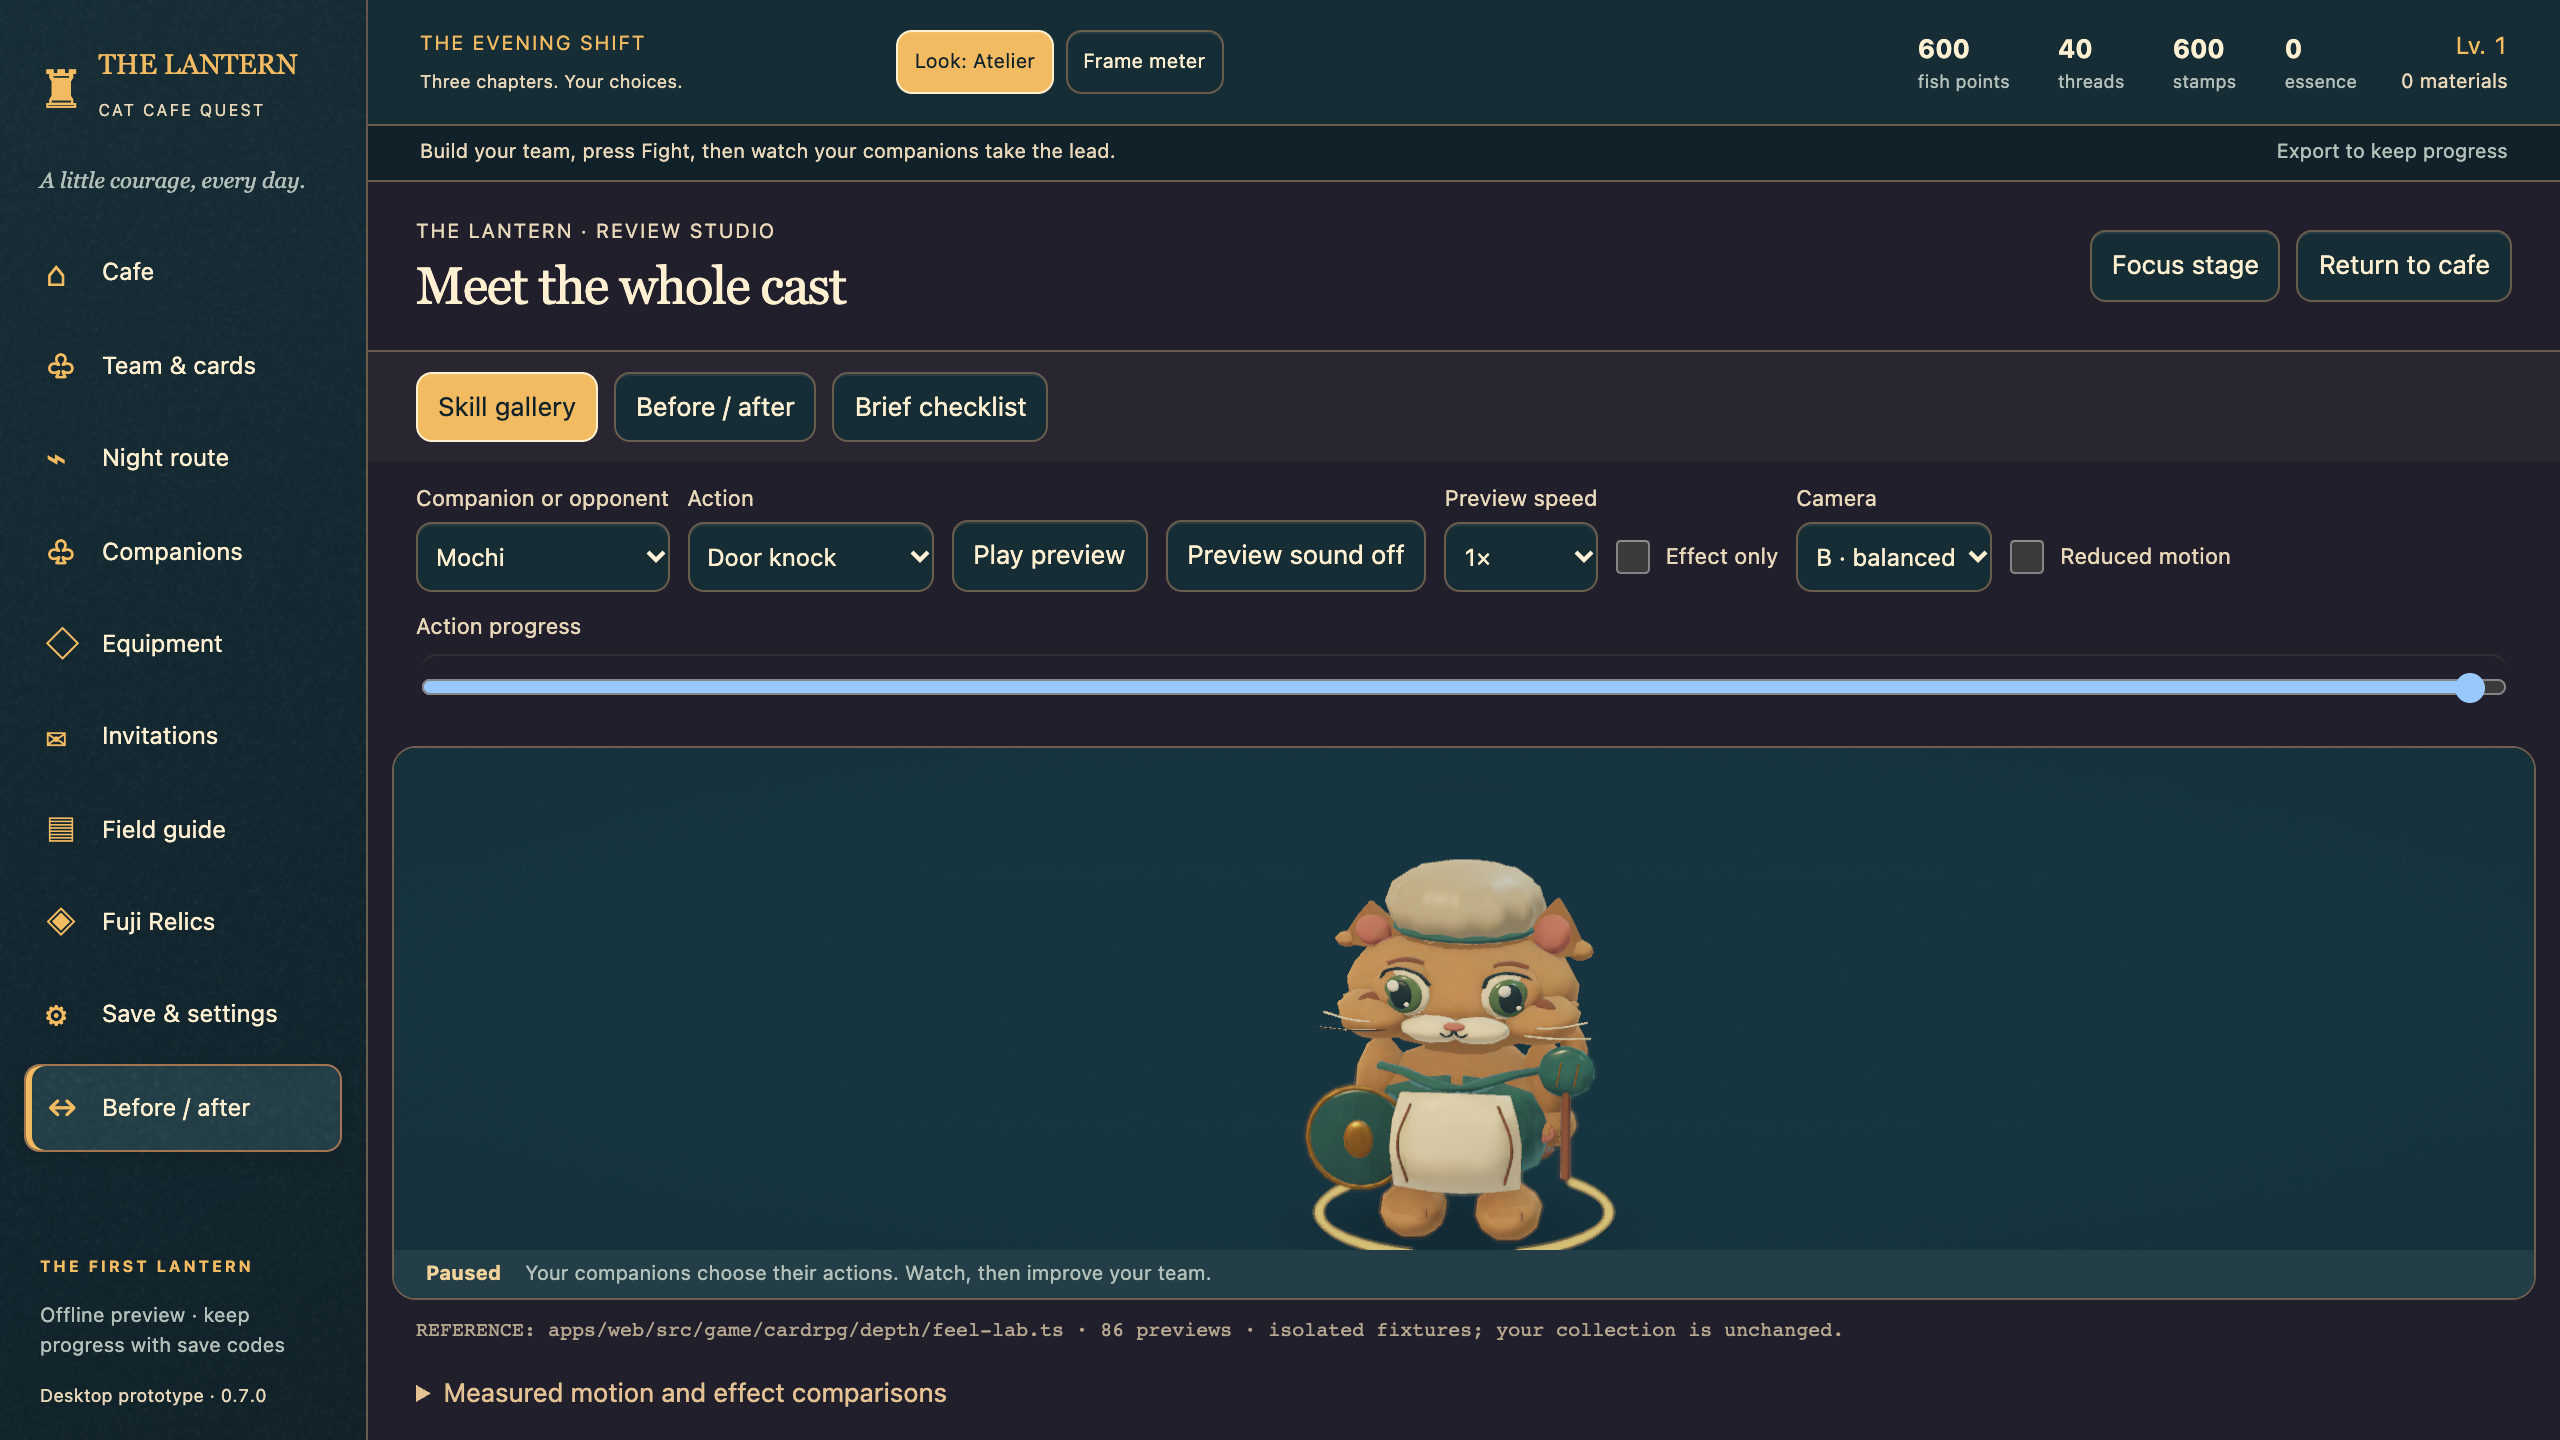 THE LANTERN
CAT CAFE QUEST
A little courage, every day.
Cafe
Team & cards
Night route
Companions
Equipment
Invitations
Field guide
Fuji Relics
Save & settings
Before / after
THE FIRST LANTERN
Offline preview · keep
progress with save codes
Desktop prototype · 0.7.0
THE EVENING SHIFT
Three chapters. Your choices.
Look: Atelier
Frame meter
600
fish points
40
threads
600
stamps
0
essence
Lv. 1
0 materials
Build your team, press Fight, then watch your companions take the lead.
Export to keep progress
THE LANTERN · REVIEW STUDIO
Meet the whole cast
Focus stage
Return to cafe
Skill gallery
Before / after
Brief checklist
Companion or opponent
Mochi
Action
Door knock
Play preview
Preview sound off
Preview speed
1×
Effect only
Camera
B · balanced
Reduced motion
Action progress
Paused
Your companions choose their actions. Watch, then improve your team.
REFERENCE: apps/web/src/game/cardrpg/depth/feel-lab.ts · 86 previews · isolated fixtures; your collection is unchanged.
Measured motion and effect comparisons